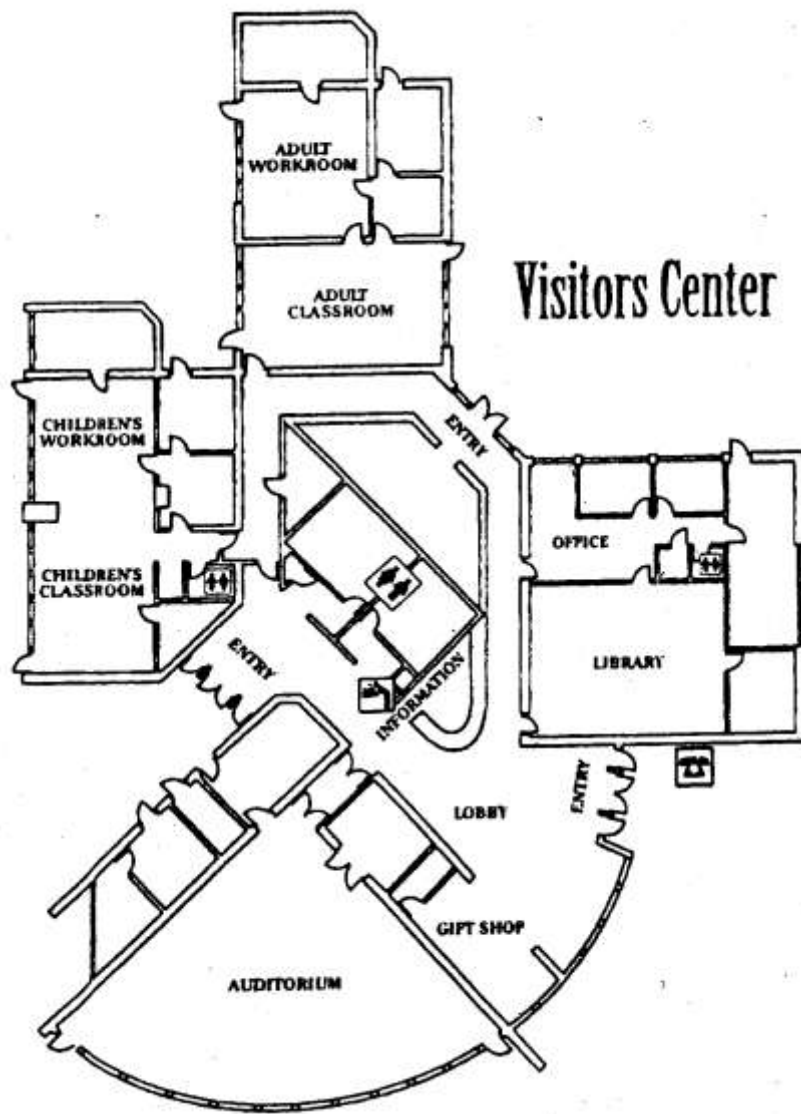 ADULT
WORKROOM
ADULT
CLASSROOM
Visitors Center
ENTRY
CHILDREN'S
WORKROOM
OFFICE
CHILDREN'S
CLASSROOM
ENTRY
INFORMATION
LIBRARY
ENTRY
LOBBY
GIFT SHOP
AUDITORIUM